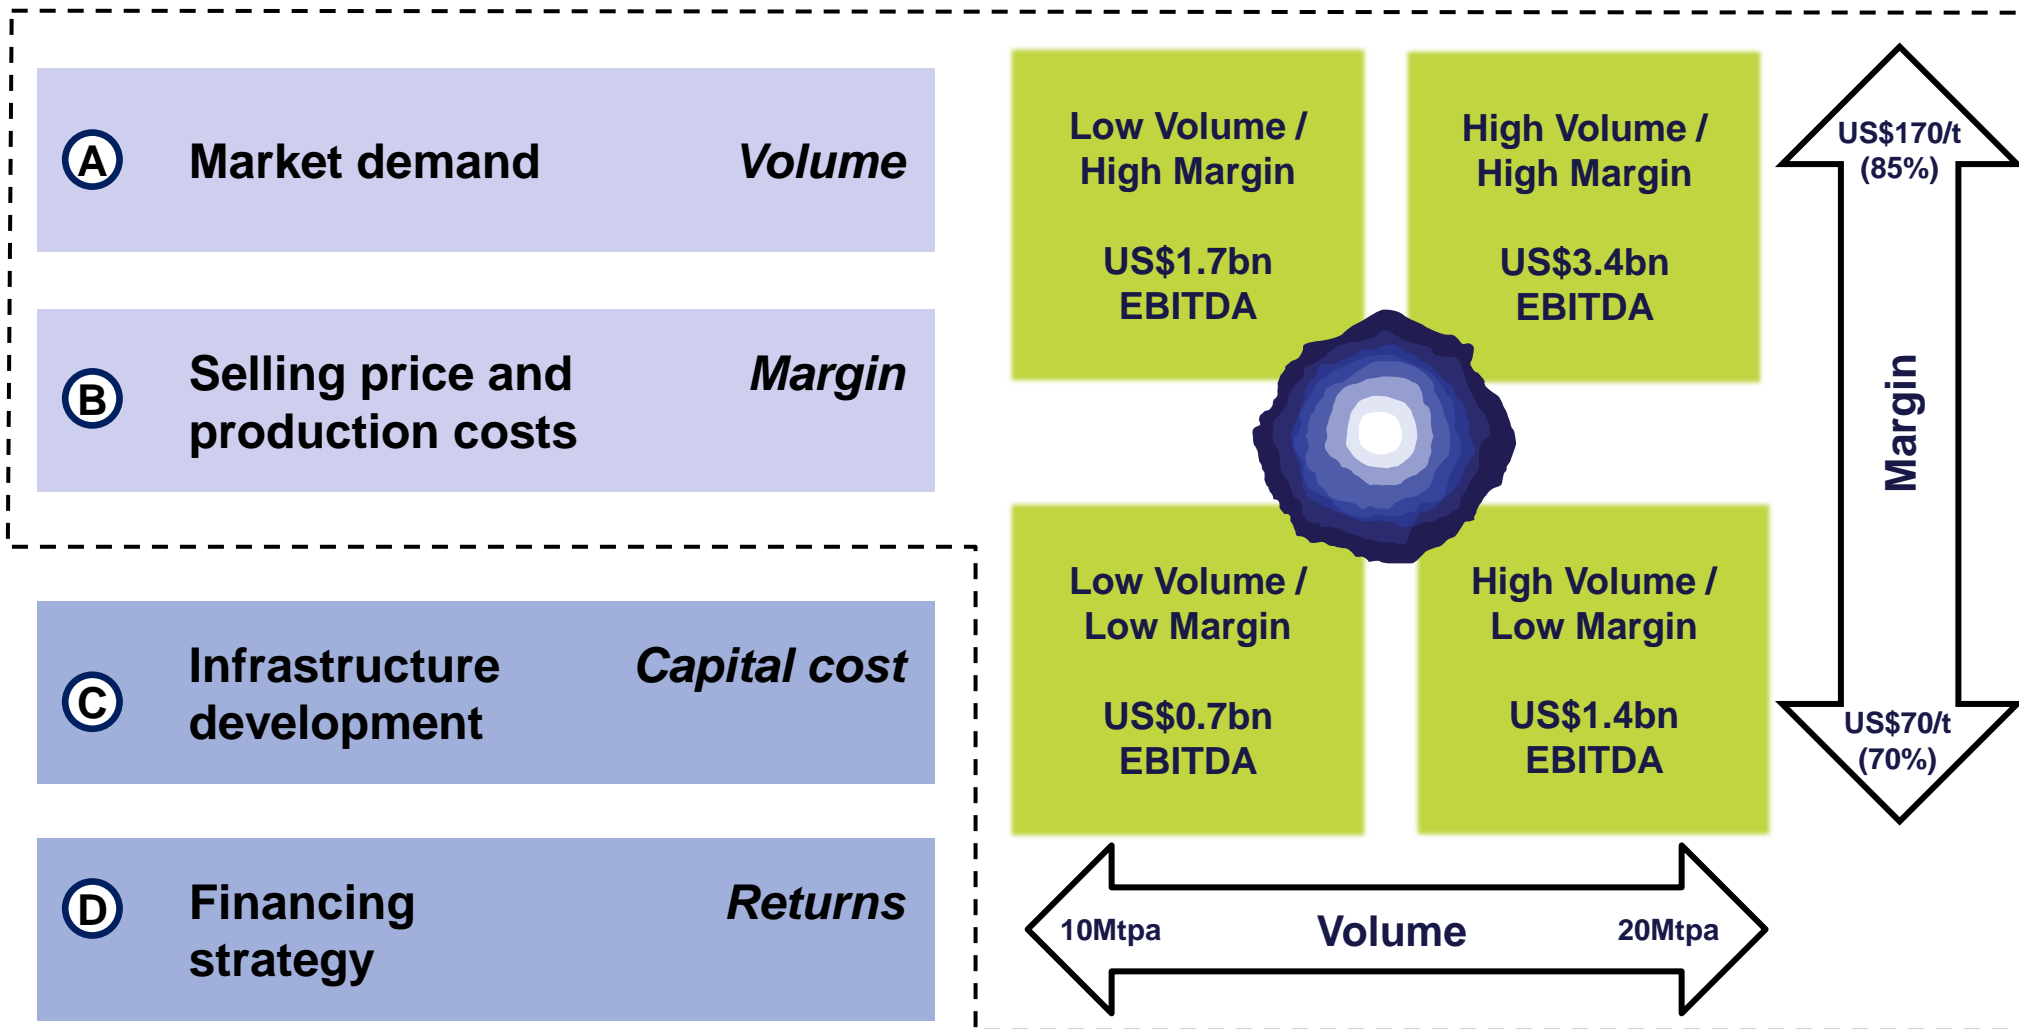 A
Market demand
Volume
B
Selling price and
production costs
Margin
C
Infrastructure
development
Capital cost
D
Financing
strategy
Returns
Low Volume /
High Margin
US$1.7bn
EBITDA
High Volume /
High Margin
US$3.4bn
EBITDA
Low Volume /
Low Margin
US$0.7bn
EBITDA
High Volume /
Low Margin
US$1.4bn
EBITDA
US$170/t
(85%)
Margin
US$70/t
(70%)
10Mtpa
Volume
20Mtpa